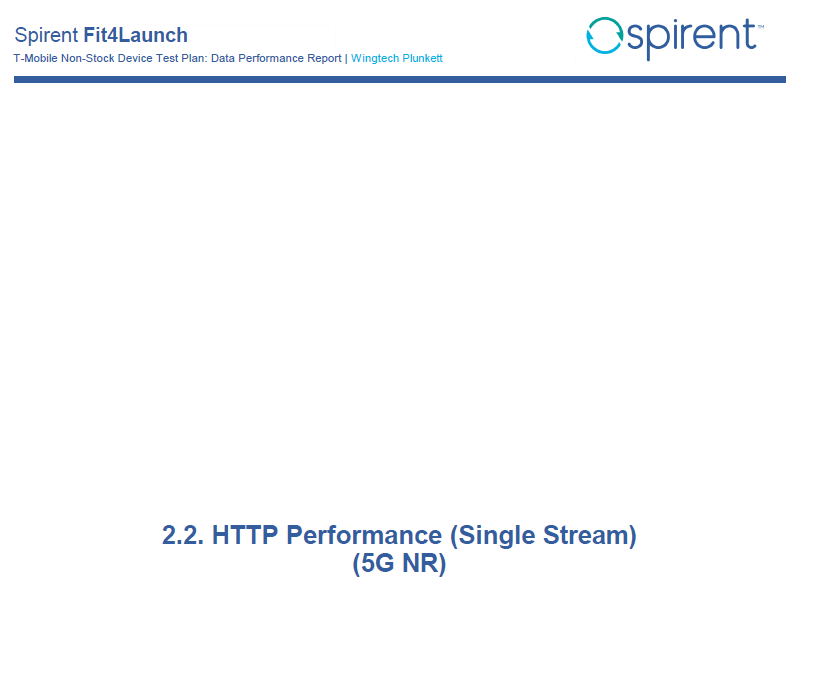 Spirent Fit4Launch
spirent™
T-Mobile Non-Stock Device Test Plan: Data Performance Report | Wingtech Plunkett
2.2. HTTP Performance (Single Stream)
(5G NR)